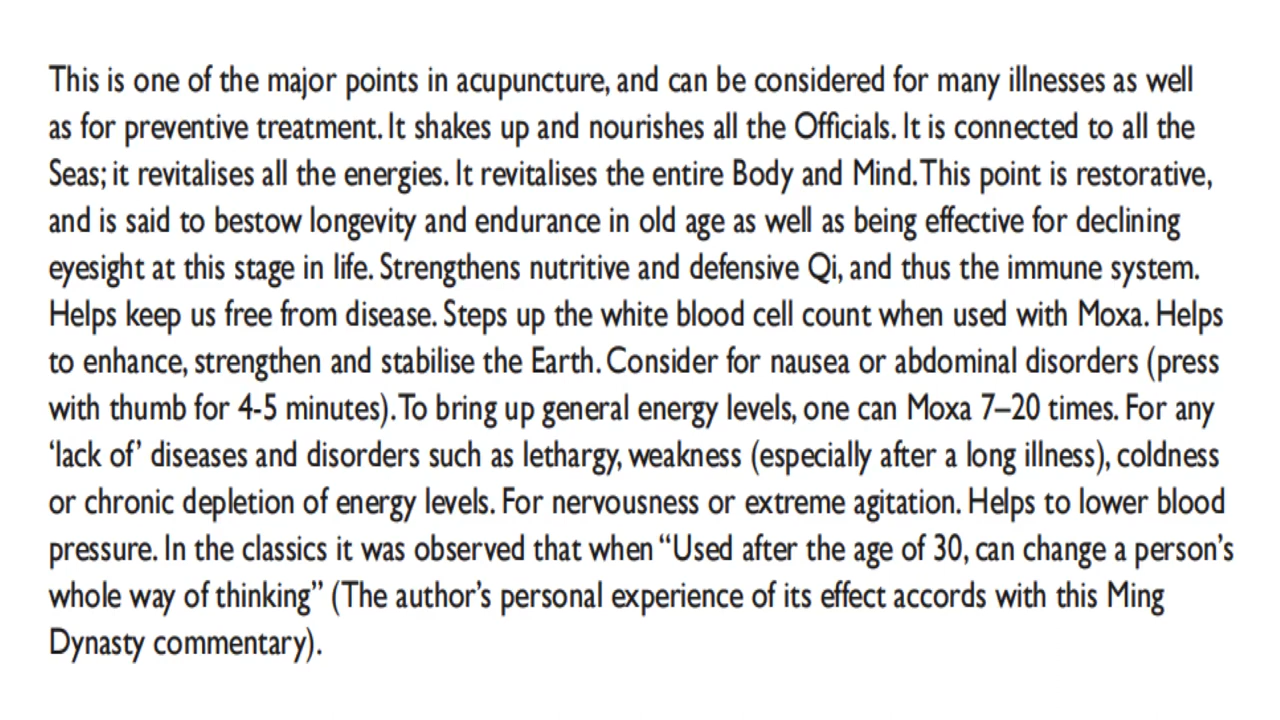 This is one of the major points in acupuncture, and can be considered for many illnesses as well
as for preventive treatment. It shakes up and nourishes all the Officials. It is connected to all the
Seas; it revitalises all the energies. It revitalises the entire Body and Mind. This point is restorative,
and is said to bestow longevity and endurance in old age as well as being effective for declining
eyesight at this stage in life. Strengthens nutritive and defensive Qi, and thus the immune system.
Helps keep us free from disease. Steps up the white blood cell count when used with Moxa. Helps
to enhance, strengthen and stabilise the Earth. Consider for nausea or abdominal disorders (press
with thumb for 4-5 minutes). To bring up general energy levels, one can Moxa 7–20 times. For any
‘lack of’ diseases and disorders such as lethargy, weakness (especially after a long illness), coldness
or chronic depletion of energy levels. For nervousness or extreme agitation. Helps to lower blood
pressure. In the classics it was observed that when “Used after the age of 30, can change a person’s
whole way of thinking” (The author’s personal experience of its effect accords with this Ming
Dynasty commentary).